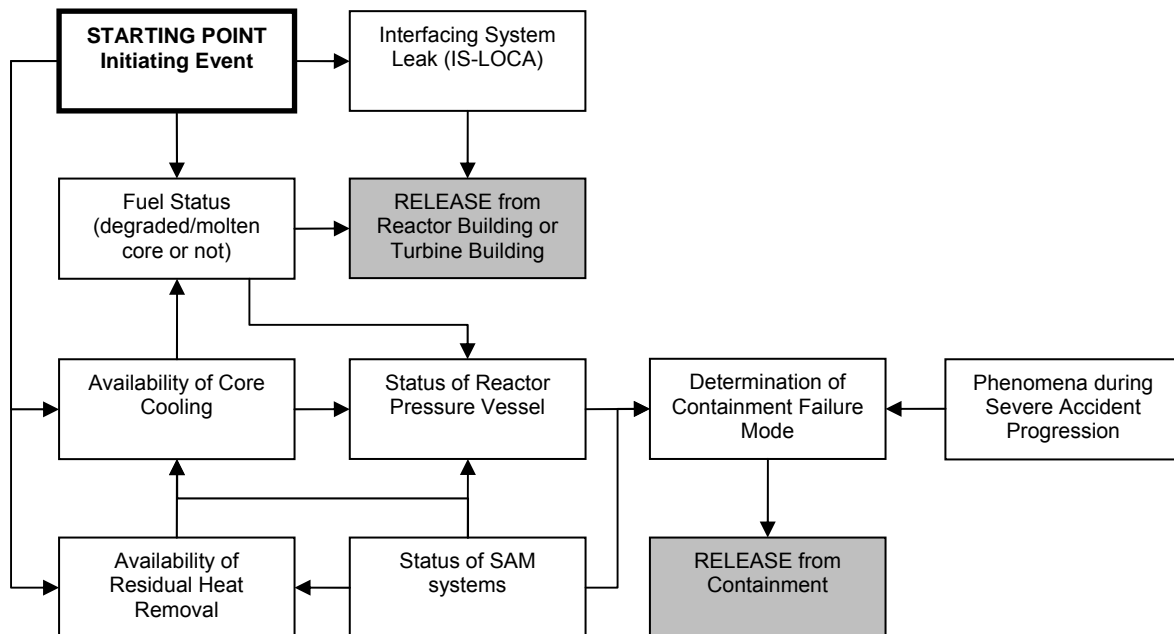 STARTING POINT
Initiating Event
Interfacing System
Leak (IS-LOCA)
Fuel Status
(degraded/molten
core or not)
RELEASE from
Reactor Building or
Turbine Building
Availability of Core
Cooling
Status of Reactor
Pressure Vessel
Determination of
Containment Failure
Mode
Phenomena during
Severe Accident
Progression
Availability of
Residual Heat
Removal
Status of SAM
systems
RELEASE from
Containment